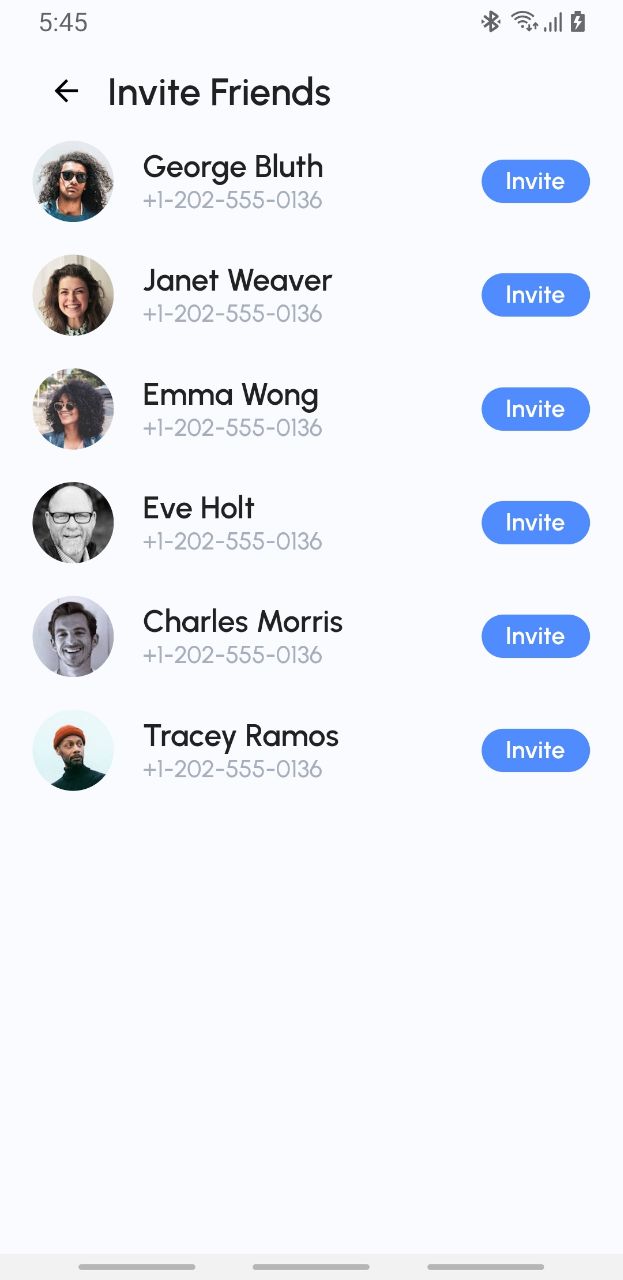 5:45
Invite Friends
George Bluth
+1-202-555-0136
Invite
Janet Weaver
+1-202-555-0136
Invite
Emma Wong
+1-202-555-0136
Invite
Eve Holt
+1-202-555-0136
Invite
Charles Morris
+1-202-555-0136
Invite
Tracey Ramos
+1-202-555-0136
Invite